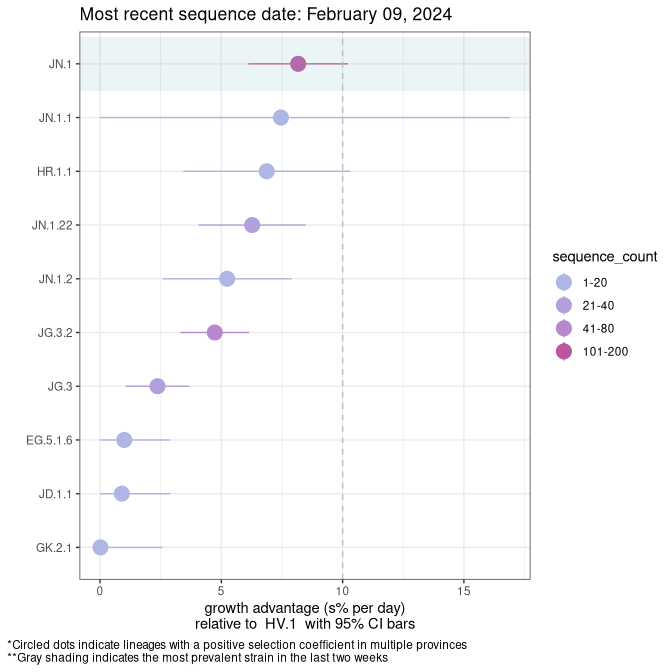 Most recent sequence date: February 09, 2024
JN.1
JN.1.1
HR.1.1
JN.1.22
JN.1.2
JG.3.2
JG.3
EG.5.1.6
JD.1.1
GK.2.1
0 5 10 15
growth advantage (s% per day)
relative to HV.1 with 95% CI bars
sequence_count
1-20
21-40
41-80
101-200
*Circled dots indicate lineages with a positive selection coefficient in multiple provinces
**Gray shading indicates the most prevalent strain in the last two weeks